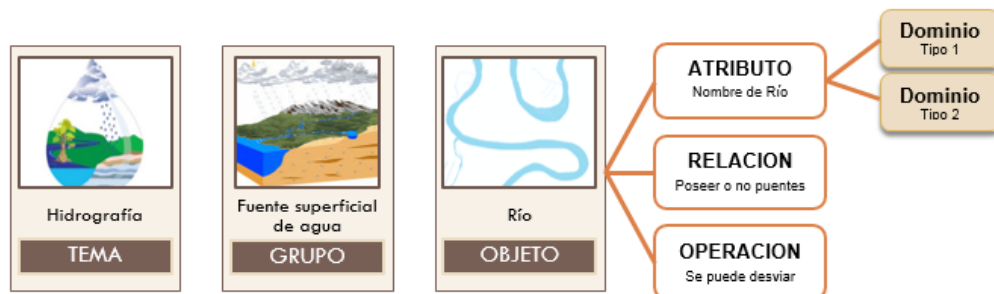 Hidrografía
TEMA
Fuente superficial
de agua
GRUPO
Río
OBJETO
ATRIBUTO
Nombre de Río
RELACION
Poseer o no puentes
OPERACION
Se puede desviar
Dominio
Tipo 1
Dominio
Tipo 2